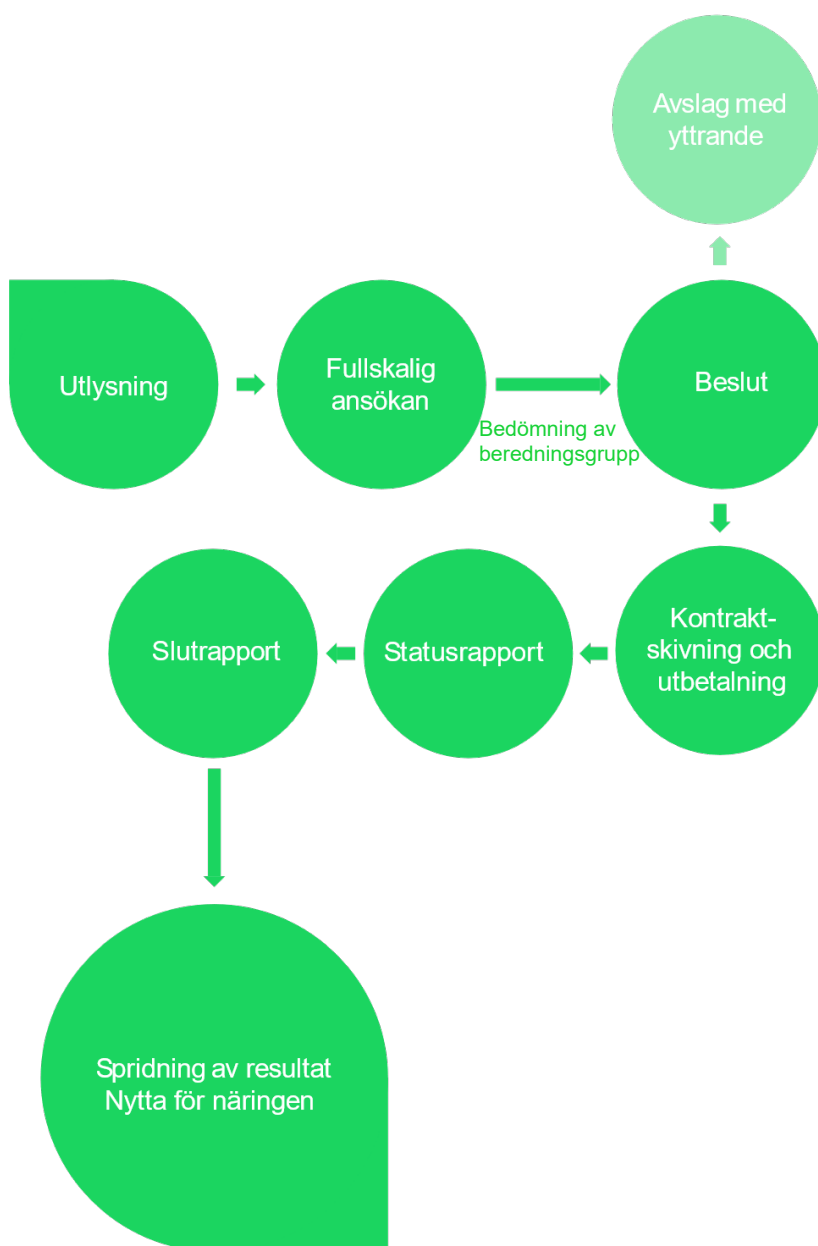 Avslag med
yttrande
Utlysning
Fullskalig
ansökan
Bedömning av
beredningsgrupp
Beslut
Kontrakt-
skivning och
utbetalning
Statusrapport
Slutrapport
Spridning av resultat
Nytta för näringen